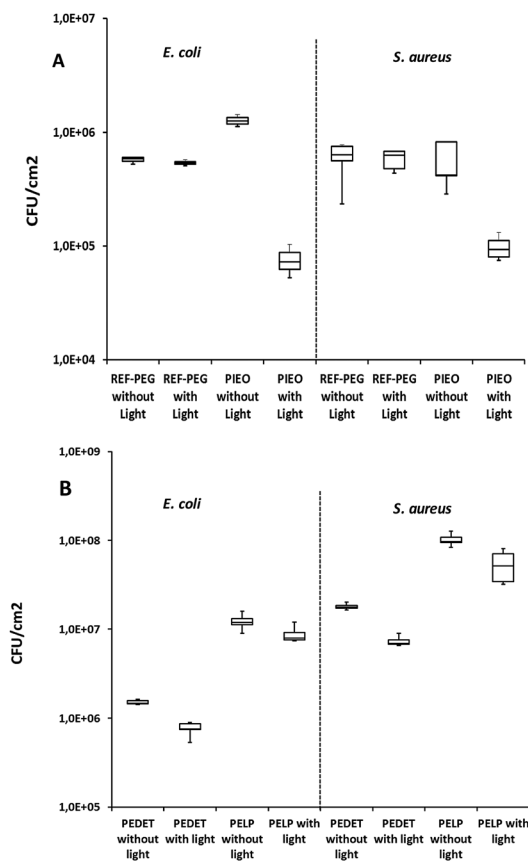 1,0E+07
A
E. coli
S. aureus
1,0E+06
CFU/cm2
1,0E+05
1,0E+04
REF-PEG without Light
REF-PEG with Light
PIEO without Light
PIEO with Light
REF-PEG without Light
REF-PEG with Light
PIEO without Light
PIEO with Light
1,0E+09
B
E. coli
S. aureus
1,0E+08
CFU/cm2
1,0E+07
1,0E+06
1,0E+05
PEDET without light
PEDET with light
PELP without light
PELP with light
PEDET without light
PEDET with light
PELP without light
PELP with light